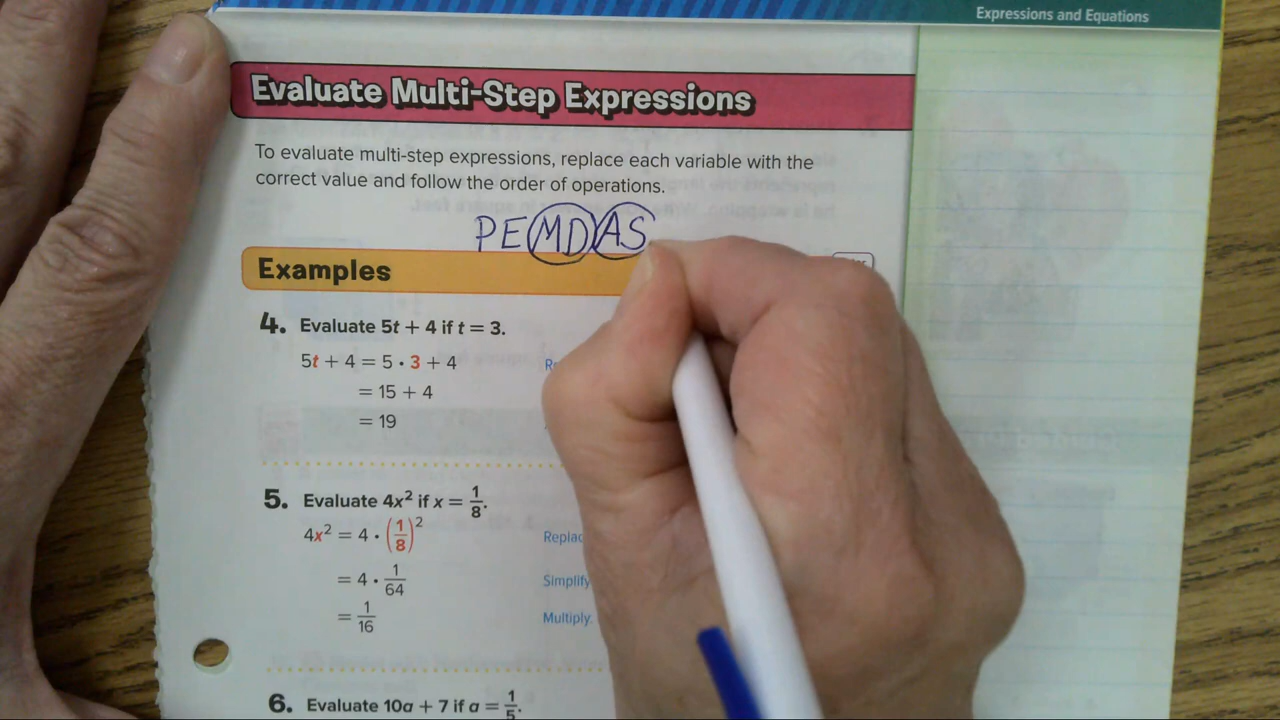 Expressions and Equations
Evaluate Multi-Step Expressions
To evaluate multi-step expressions, replace each variable with the
correct value and follow the order of operations.
PEMDAS
Examples
4. Evaluate 5t + 4 if t = 3.
5t + 4 = 5 · 3 + 4
= 15 + 4
= 19
5. Evaluate 4x² if x = 1/8.
4x² = 4 · (1/8)²
= 4 · 1/64 Simplify
= 1/16 Multiply.
6. Evaluate 10a + 7 if a = 1/5.